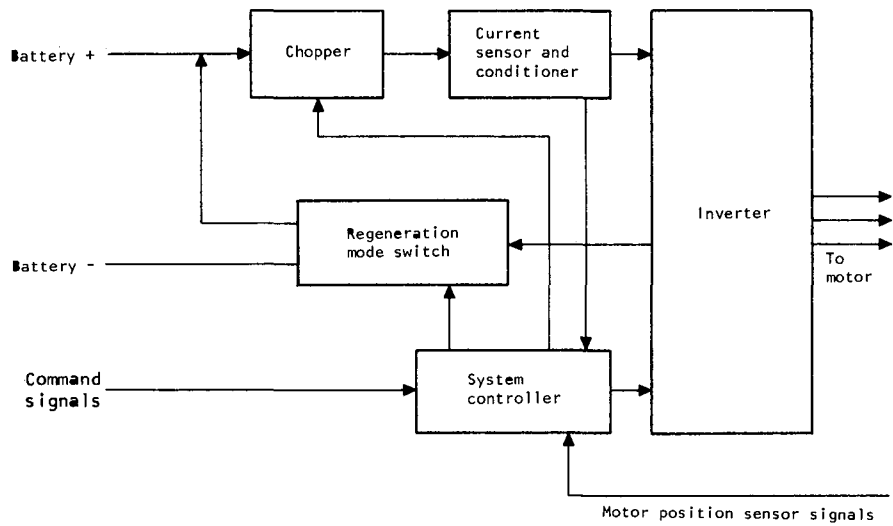 Battery +
Chopper
Current
sensor and
conditioner
Inverter
Regeneration
mode switch
Battery -
To
motor
Command
signals
System
controller
Motor position sensor signals